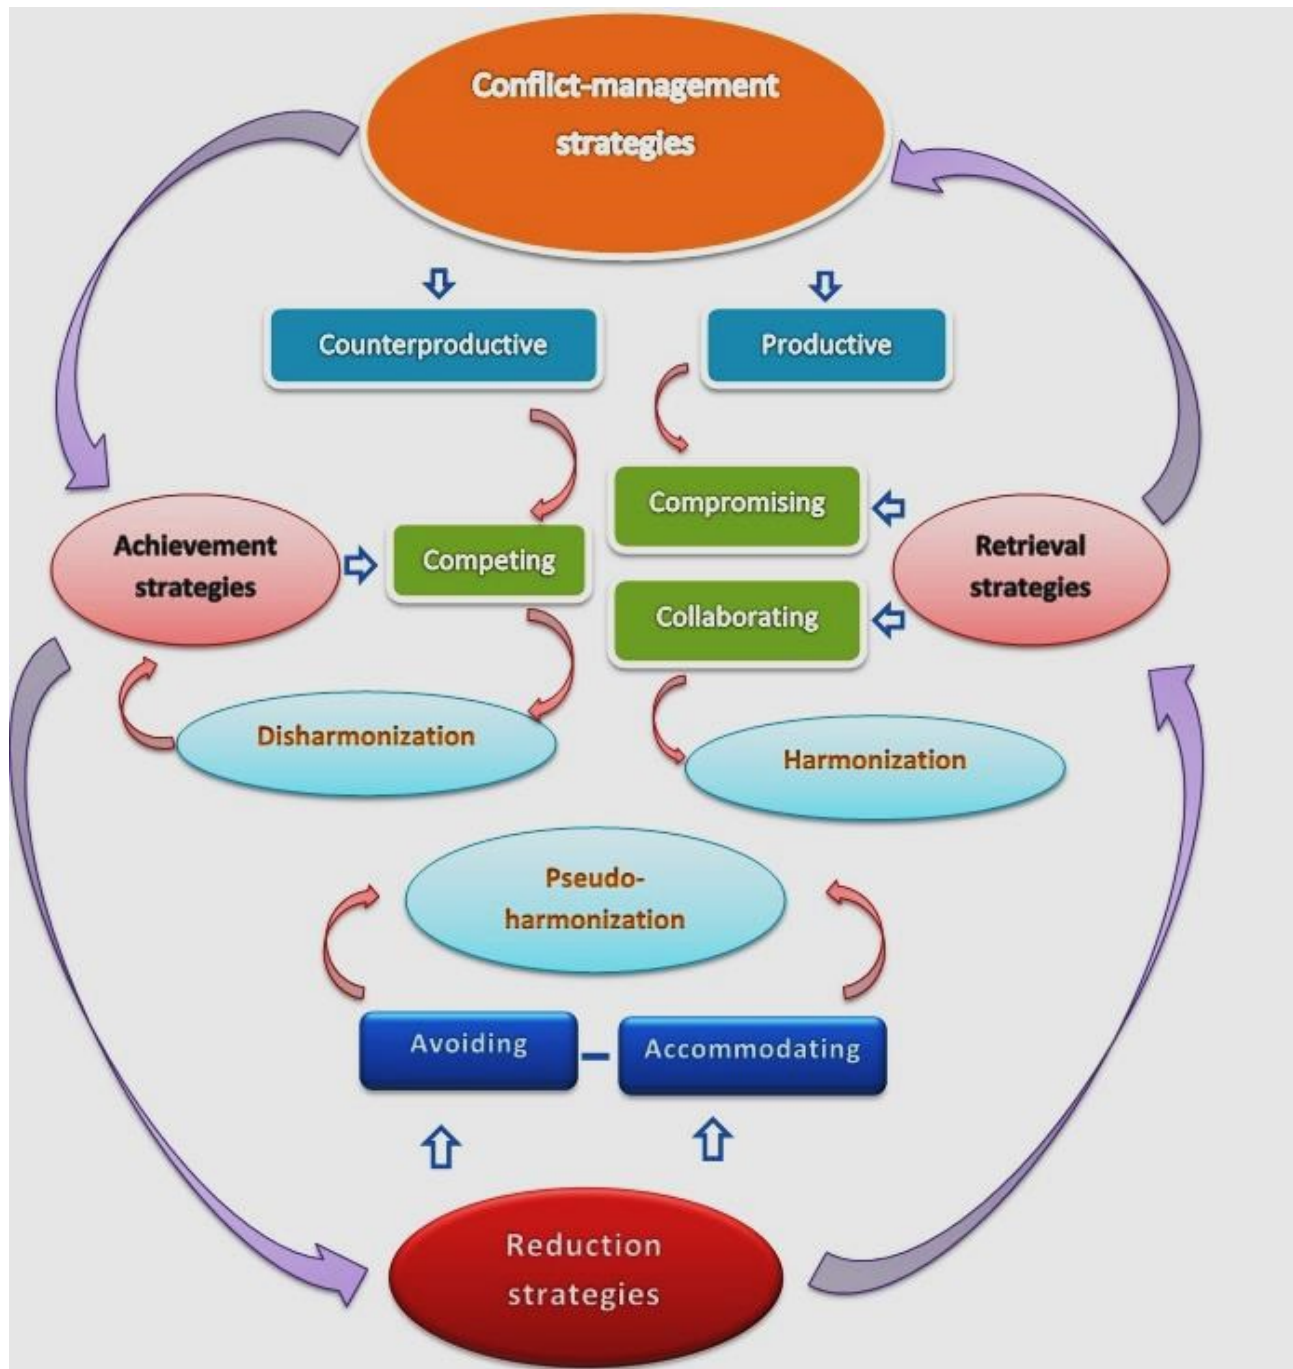 Conflict-management
strategies
Counterproductive
Productive
Compromising
Achievement
strategies
Competing
Retrieval
strategies
Collaborating
Disharmonization
Harmonization
Pseudo-
harmonization
Avoiding
Accommodating
Reduction
strategies